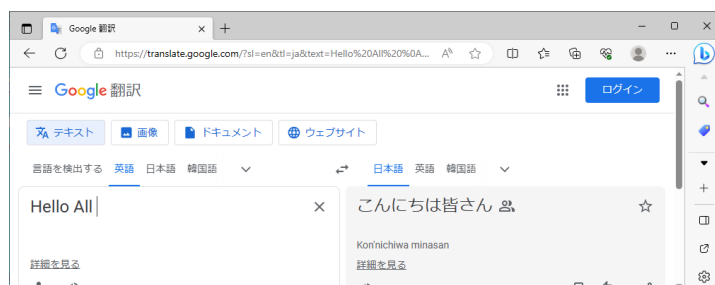 Google 翻訳
https://translate.google.com/?sl=en&tl=ja&text=Hello%20All%20%0A...
Google 翻訳
ログイン
テキスト 画像 ドキュメント ウェブサイト
言語を検出する 英語 日本語 韓国語 日本語 英語 韓国語
Hello All こんにちは皆さん
Kon'nichiwa minasan
詳細を見る 詳細を見る